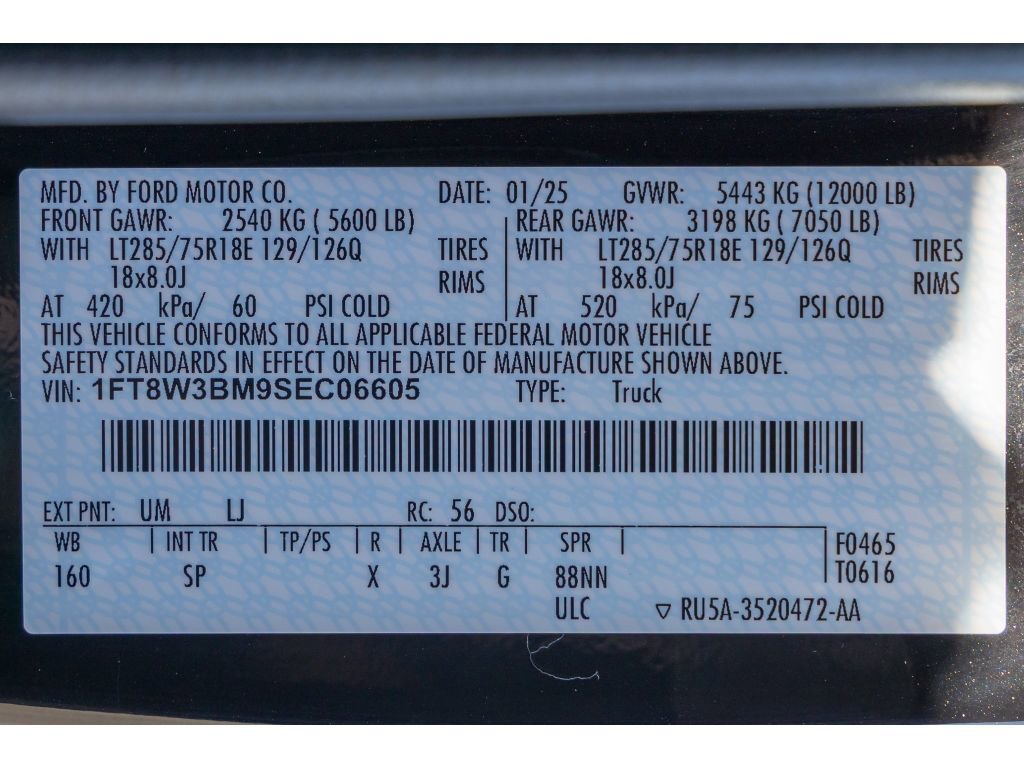 MFD. BY FORD MOTOR CO. DATE: 01/25 GVWR: 5443 KG (12000 LB)
FRONT GAWR: 2540 KG ( 5600 LB) REAR GAWR: 3198 KG ( 7050 LB)
WITH LT285/75R18E 129/126Q TIRES WITH LT285/75R18E 129/126Q TIRES
18x8.0J RIMS 18x8.0J RIMS
AT 420 kPa/ 60 PSI COLD AT 520 kPa/ 75 PSI COLD
THIS VEHICLE CONFORMS TO ALL APPLICABLE FEDERAL MOTOR VEHICLE
SAFETY STANDARDS IN EFFECT ON THE DATE OF MANUFACTURE SHOWN ABOVE.
VIN: 1FT8W3BM9SEC06605 TYPE: Truck
EXT PNT: UM LJ RC: 56 DSO:
WB INT TR TP/PS R AXLE TR SPR F0465
160 SP X 3J G 88NN T0616
ULC ▽ RU5A-3520472-AA